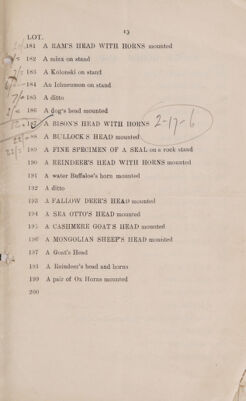 13
LOT.
181 A RAM'S HEAD WITH HORNS mounted
182 A minx on stand
183 A Kolonski on stand
184 An Ichneumon on stand
185 A ditto
186 A dog's head mounted
187 A BISON'S HEAD WITH HORNS 2-17-6
188 A BULLOCK'S HEAD mounted
189 A FINE SPECIMEN OF A SEAL on a rock stand
190 A REINDEER'S HEAD WITH HORNS mounted
191 A water Buffaloe's horn mounted
192 A ditto
193 A FALLOW DEER'S HEAD mounted
194 A SEA OTTO'S HEAD mounted
195 A CASHMERE GOAT'S HEAD mounted
196 A MONGOLIAN SHEEP'S HEAD mounted
197 A Goat's Head
198 A Reindeer's head and horns
199 A pair of Ox Horns mounted
200